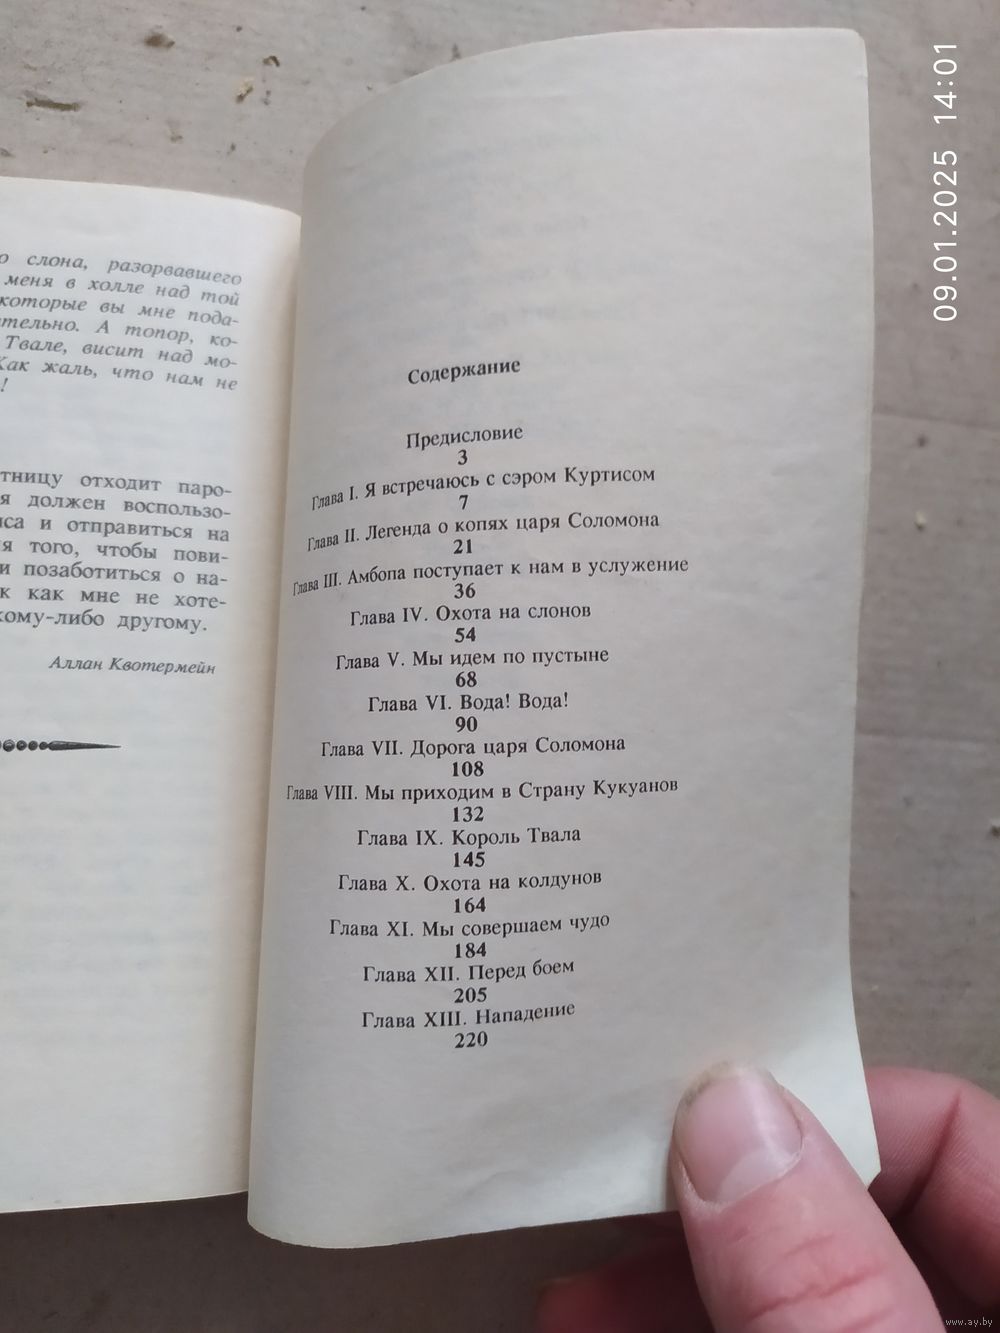 о слона, разорвавшего
меня в холле над той
которые вы мне пода-
ательно. А топор, ко-
Твале, висит над мо-
Как жаль, что нам не
!
тницу отходит паро-
я должен воспользо-
иса и отправиться на
я того, чтобы пови-
и позаботиться о на-
к как мне не хоте-
кому-либо другому.
Аллан Квотермейн
Содержание
Предисловие
3
Глава I. Я встречаюсь с сэром Куртисом
7
Глава II. Легенда о копях царя Соломона
21
Глава III. Амбопа поступает к нам в услужение
36
Глава IV. Охота на слонов
54
Глава V. Мы идем по пустыне
68
Глава VI. Вода! Вода!
90
Глава VII. Дорога царя Соломона
108
Глава VIII. Мы приходим в Страну Кукуанов
132
Глава IX. Король Твала
145
Глава X. Охота на колдунов
164
Глава XI. Мы совершаем чудо
184
Глава XII. Перед боем
205
Глава XIII. Нападение
220
09.01.2025 14:01
www.ay.by